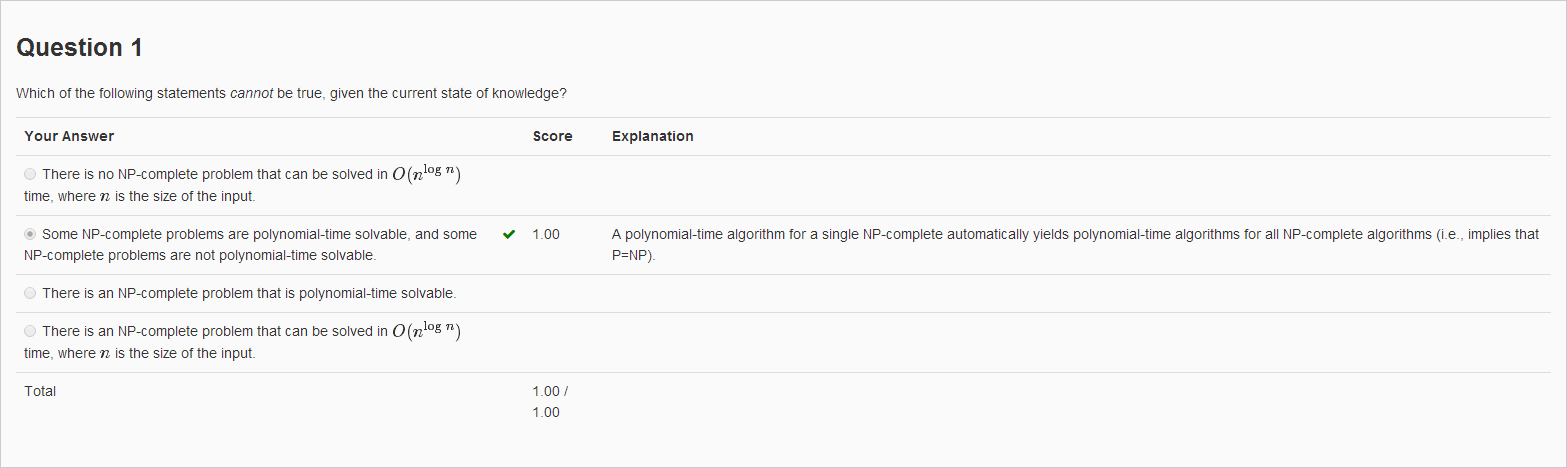 Question 1
Which of the following statements cannot be true, given the current state of knowledge?
Your Answer Score Explanation
There is no NP-complete problem that can be solved in O(n^{log n})
time, where n is the size of the input.
Some NP-complete problems are polynomial-time solvable, and some ✔ 1.00 A polynomial-time algorithm for a single NP-complete automatically yields polynomial-time algorithms for all NP-complete algorithms (i.e., implies that
NP-complete problems are not polynomial-time solvable. P=NP).
There is an NP-complete problem that is polynomial-time solvable.
There is an NP-complete problem that can be solved in O(n^{log n})
time, where n is the size of the input.
Total 1.00 /
1.00